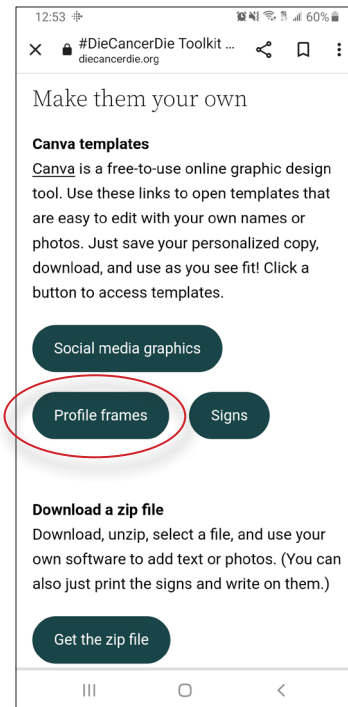 12:53
60%
#DieCancerDie Toolkit ...
diecancerdie.org
Make them your own
Canva templates
Canva is a free-to-use online graphic design
tool. Use these links to open templates that
are easy to edit with your own names or
photos. Just save your personalized copy,
download, and use as you see fit! Click a
button to access templates.
Social media graphics
Profile frames
Signs
Download a zip file
Download, unzip, select a file, and use your
own software to add text or photos. (You can
also just print the signs and write on them.)
Get the zip file